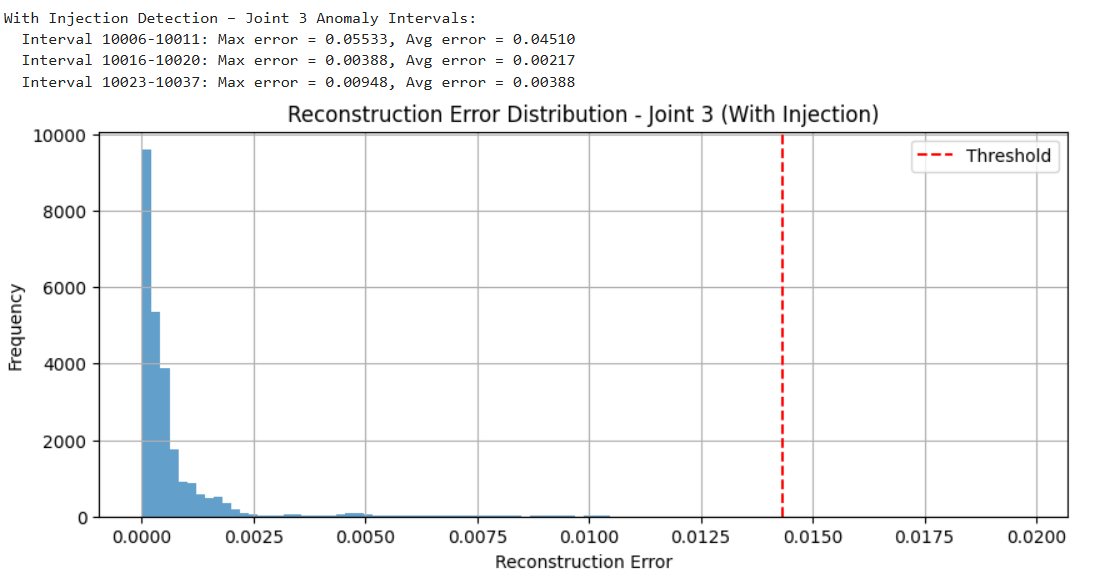 With Injection Detection – Joint 3 Anomaly Intervals:
Interval 10006-10011: Max error = 0.05533, Avg error = 0.04510
Interval 10016-10020: Max error = 0.00388, Avg error = 0.00217
Interval 10023-10037: Max error = 0.00948, Avg error = 0.00388
Reconstruction Error Distribution - Joint 3 (With Injection)
Threshold
10000
8000
6000
4000
2000
0
Frequency
0.0000 0.0025 0.0050 0.0075 0.0100 0.0125 0.0150 0.0175 0.0200
Reconstruction Error